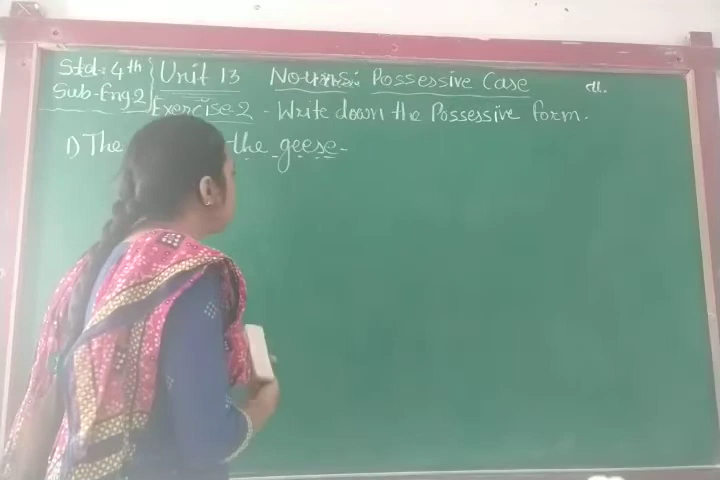 Std:- 4th Unit 13 Nouns: Possessive Case
Sub-Eng 2 Exercise-2 - Write down the Possessive form.
1) The the geese-